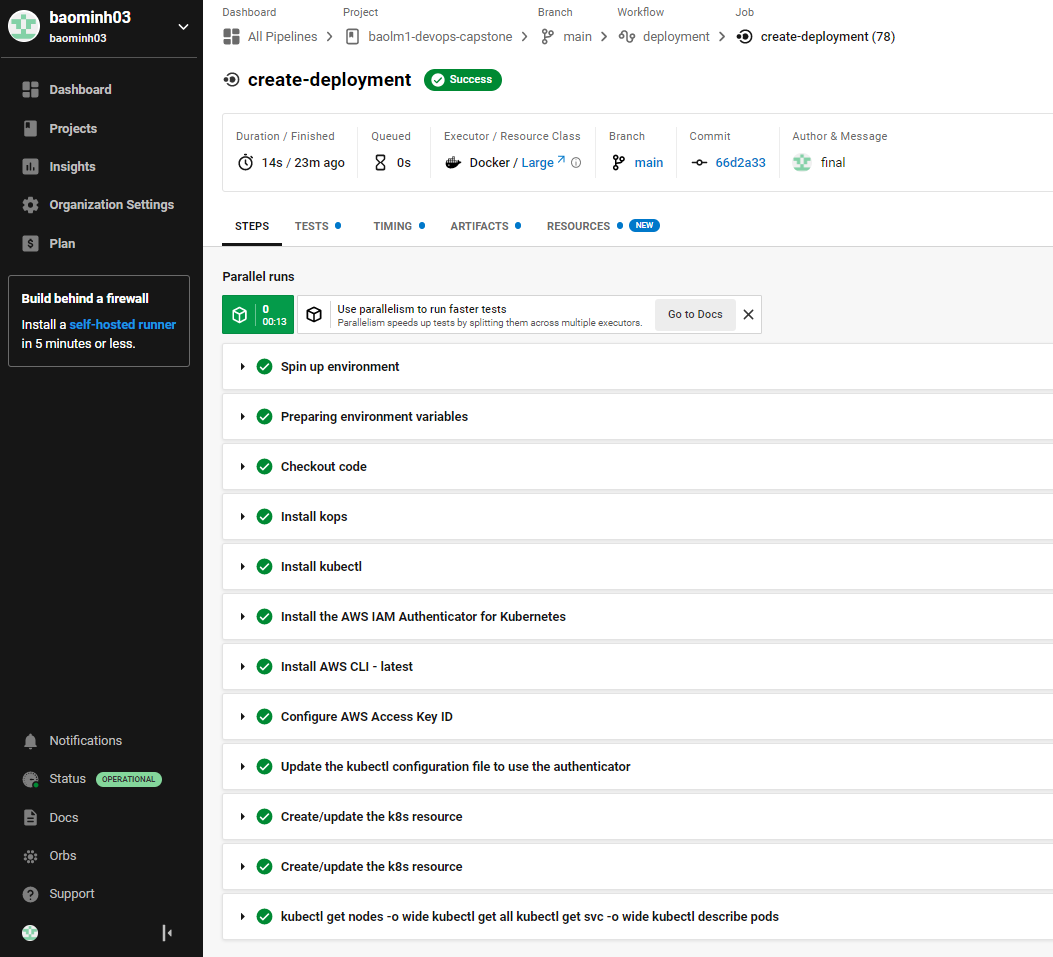 baominh03
baominh03
Dashboard
Projects
Insights
Organization Settings
$ Plan
Build behind a firewall
Install a self-hosted runner
in 5 minutes or less.
Notifications
Status OPERATIONAL
Docs
Orbs
? Support
Dashboard Project Branch Workflow Job
All Pipelines baolm1-devops-capstone main deployment create-deployment (78)
create-deployment Success
Duration / Finished Queued Executor / Resource Class Branch Commit Author & Message
14s / 23m ago 0s Docker / Large main 66d2a33 final
STEPS TESTS TIMING ARTIFACTS RESOURCES NEW
Parallel runs
0
00:13
Use parallelism to run faster tests
Parallelism speeds up tests by splitting them across multiple executors.
Go to Docs
Spin up environment
Preparing environment variables
Checkout code
Install kops
Install kubectl
Install the AWS IAM Authenticator for Kubernetes
Install AWS CLI - latest
Configure AWS Access Key ID
Update the kubectl configuration file to use the authenticator
Create/update the k8s resource
Create/update the k8s resource
kubectl get nodes -o wide kubectl get all kubectl get svc -o wide kubectl describe pods